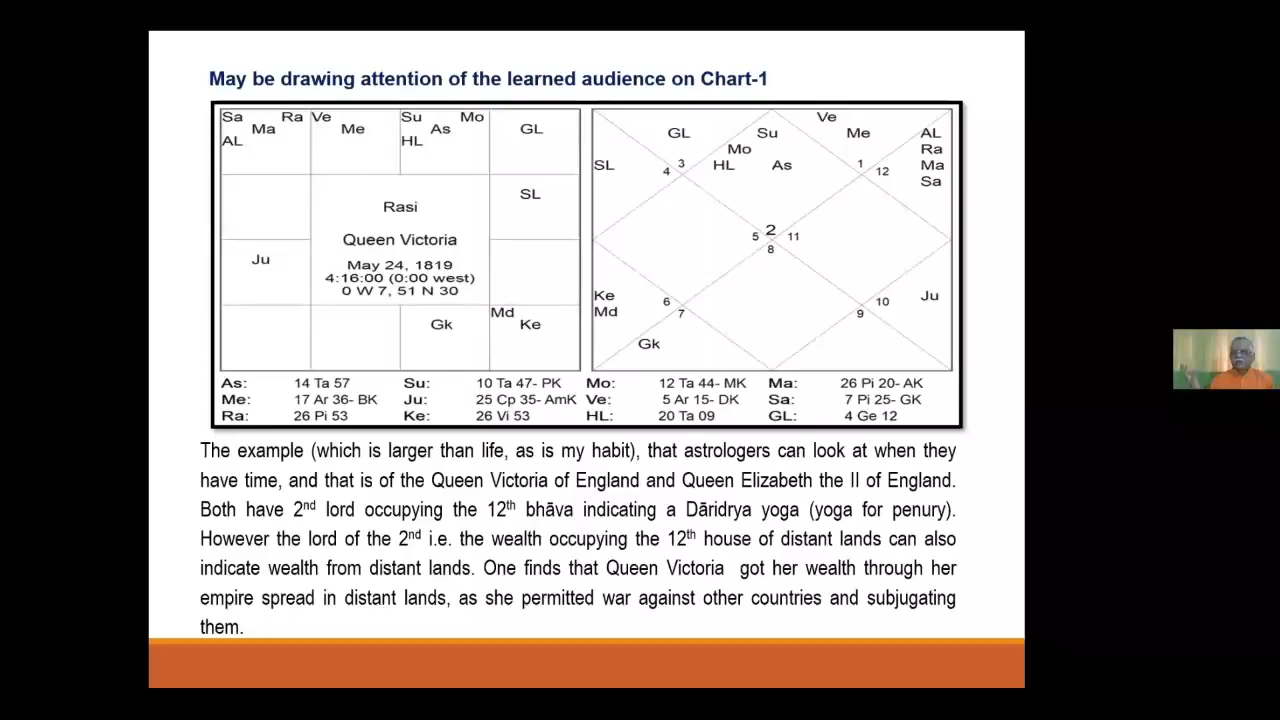 May be drawing attention of the learned audience on Chart-1
Sa Ra
Ma
AL
Ve
Me
Su Mo
As
HL
GL
SL
Rasi
Queen Victoria
May 24, 1819
4:16:00 (0:00 west)
0 W 7, 51 N 30
Ju
Gk
Md
Ke
GL Su
Mo
HL As
Ve
Me
AL
Ra
Ma
Sa
SL
4 3
1 12
2
5 11
8
Ke
Md
6
7
Gk
10
9
Ju
As: 14 Ta 57 Su: 10 Ta 47- PK Mo: 12 Ta 44- MK Ma: 26 Pi 20- AK
Me: 17 Ar 36- BK Ju: 25 Cp 35- AmK Ve: 5 Ar 15- DK Sa: 7 Pi 25- GK
Ra: 26 Pi 53 Ke: 26 Vi 53 HL: 20 Ta 09 GL: 4 Ge 12
The example (which is larger than life, as is my habit), that astrologers can look at when they
have time, and that is of the Queen Victoria of England and Queen Elizabeth the II of England.
Both have 2nd lord occupying the 12th bhāva indicating a Dāridrya yoga (yoga for penury).
However the lord of the 2nd i.e. the wealth occupying the 12th house of distant lands can also
indicate wealth from distant lands. One finds that Queen Victoria got her wealth through her
empire spread in distant lands, as she permitted war against other countries and subjugating
them.